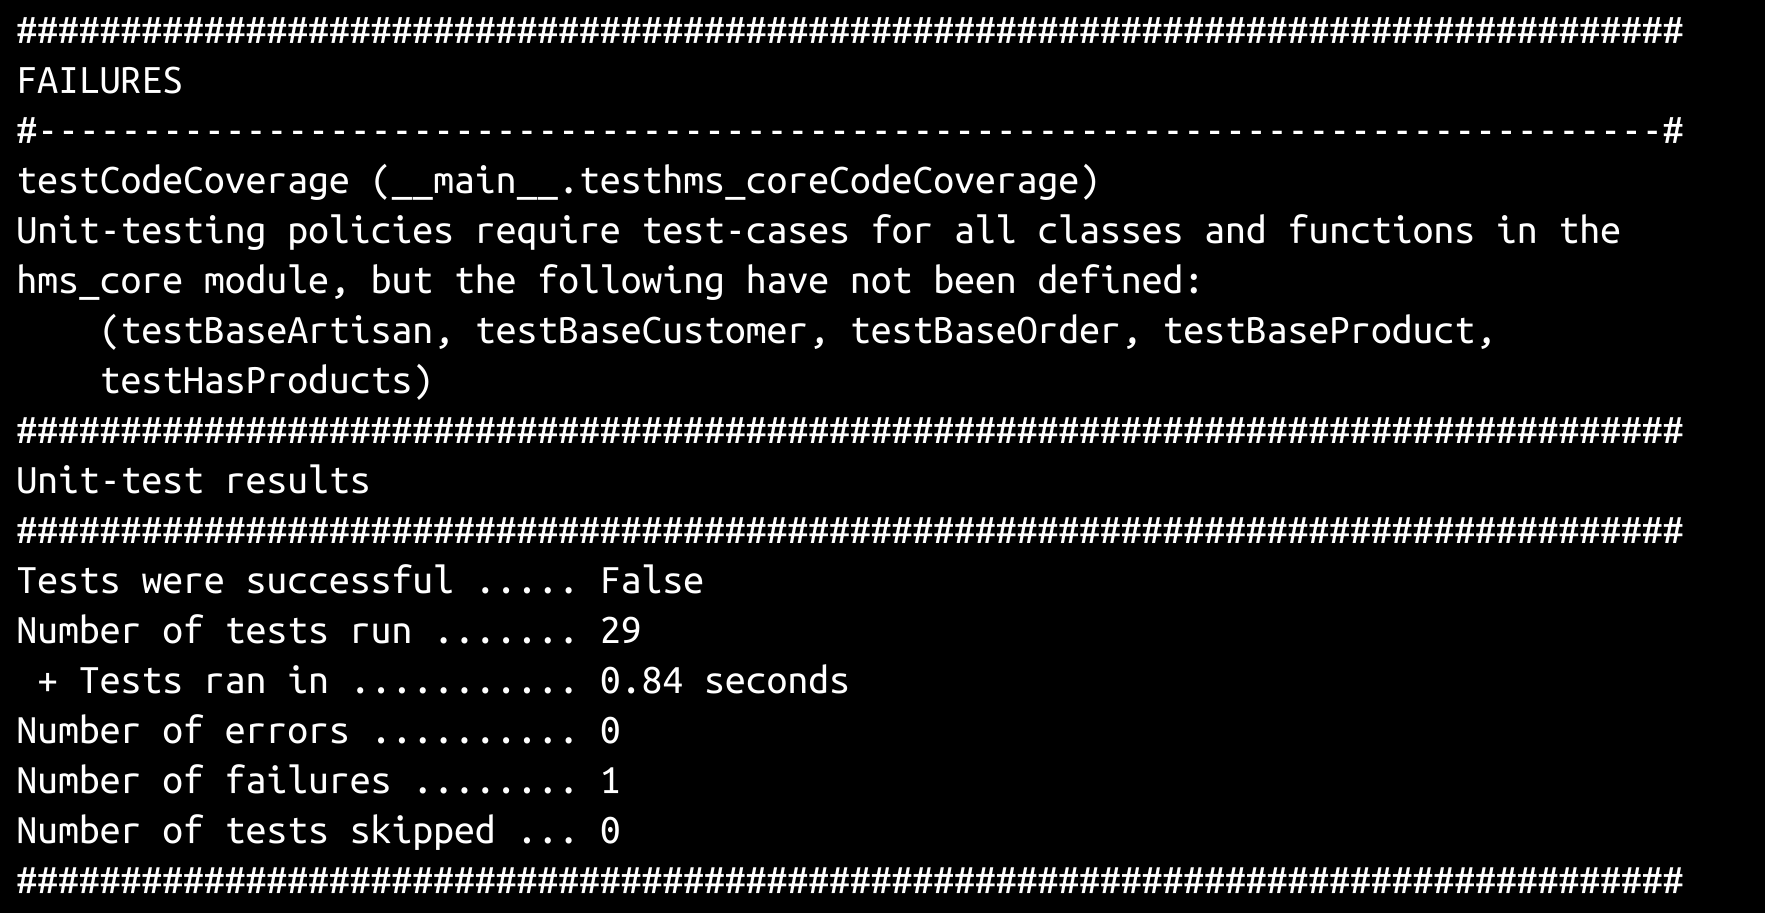 ################################################################################
FAILURES
#------------------------------------------------------------------------------#
testCodeCoverage (__main__.testhms_coreCodeCoverage)
Unit-testing policies require test-cases for all classes and functions in the
hms_core module, but the following have not been defined:
    (testBaseArtisan, testBaseCustomer, testBaseOrder, testBaseProduct,
    testHasProducts)
################################################################################
Unit-test results
################################################################################
Tests were successful ..... False
Number of tests run ....... 29
 + Tests ran in ........... 0.84 seconds
Number of errors .......... 0
Number of failures ........ 1
Number of tests skipped ... 0
################################################################################